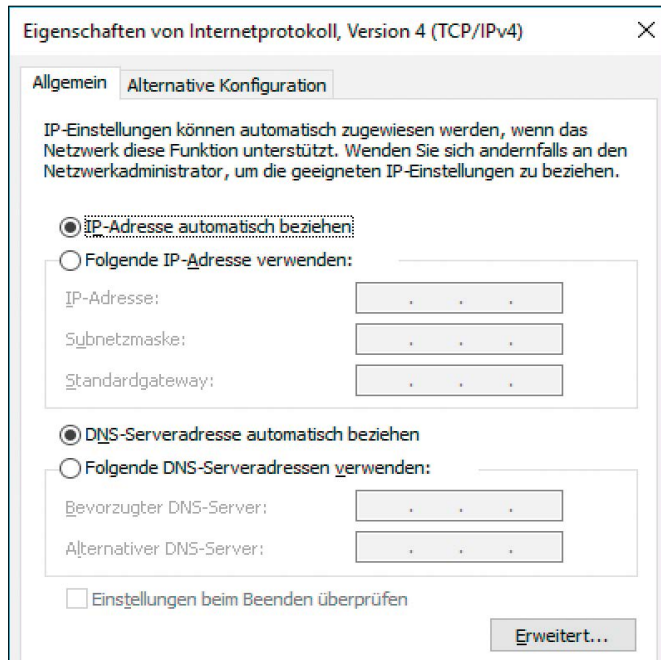 Eigenschaften von Internetprotokoll, Version 4 (TCP/IPv4)
Allgemein
Alternative Konfiguration
IP-Einstellungen können automatisch zugewiesen werden, wenn das
Netzwerk diese Funktion unterstützt. Wenden Sie sich andernfalls an den
Netzwerkadministrator, um die geeigneten IP-Einstellungen zu beziehen.
IP-Adresse automatisch beziehen
Folgende IP-Adresse verwenden:
IP-Adresse:
Subnetzmaske:
Standardgateway:
DNS-Serveradresse automatisch beziehen
Folgende DNS-Serveradressen verwenden:
Bevorzugter DNS-Server:
Alternativer DNS-Server:
Einstellungen beim Beenden überprüfen
Erweitert...